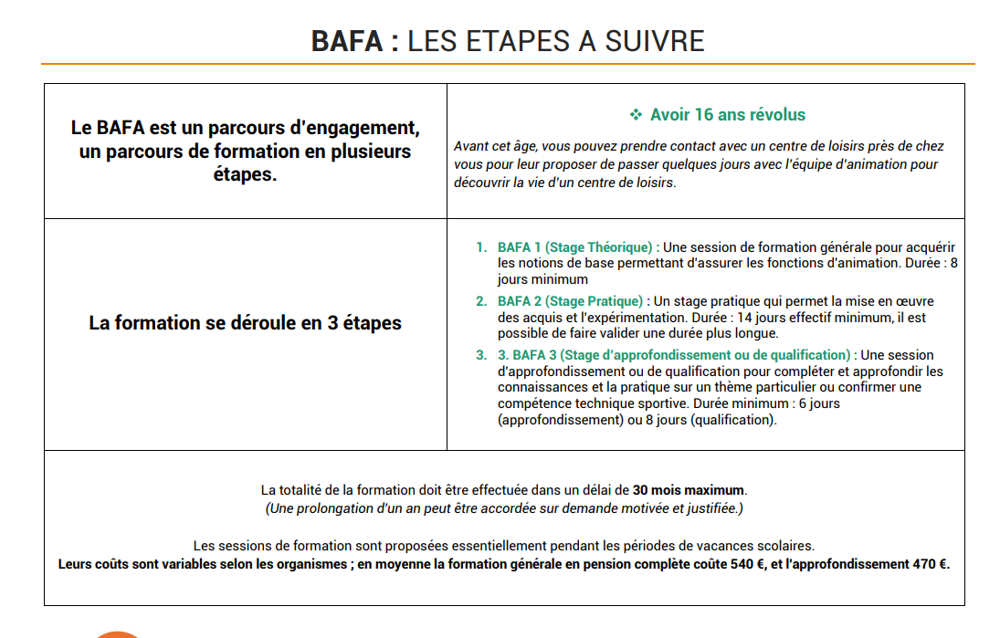 BAFA : LES ETAPES A SUIVRE
Le BAFA est un parcours d'engagement,
un parcours de formation en plusieurs
étapes.
❖ Avoir 16 ans révolus
Avant cet âge, vous pouvez prendre contact avec un centre de loisirs près de chez
vous pour leur proposer de passer quelques jours avec l'équipe d'animation pour
découvrir la vie d'un centre de loisirs.
La formation se déroule en 3 étapes
1. BAFA 1 (Stage Théorique) : Une session de formation générale pour acquérir
les notions de base permettant d'assurer les fonctions d'animation. Durée : 8
jours minimum
2. BAFA 2 (Stage Pratique) : Un stage pratique qui permet la mise en œuvre
des acquis et l'expérimentation. Durée : 14 jours effectif minimum, il est
possible de faire valider une durée plus longue.
3. 3. BAFA 3 (Stage d'approfondissement ou de qualification) : Une session
d'approfondissement ou de qualification pour compléter et approfondir les
connaissances et la pratique sur un thème particulier ou confirmer une
compétence technique sportive. Durée minimum : 6 jours
(approfondissement) ou 8 jours (qualification).
La totalité de la formation doit être effectuée dans un délai de 30 mois maximum.
(Une prolongation d'un an peut être accordée sur demande motivée et justifiée.)
Les sessions de formation sont proposées essentiellement pendant les périodes de vacances scolaires.
Leurs coûts sont variables selon les organismes ; en moyenne la formation générale en pension complète coûte 540 €, et l'approfondissement 470 €.